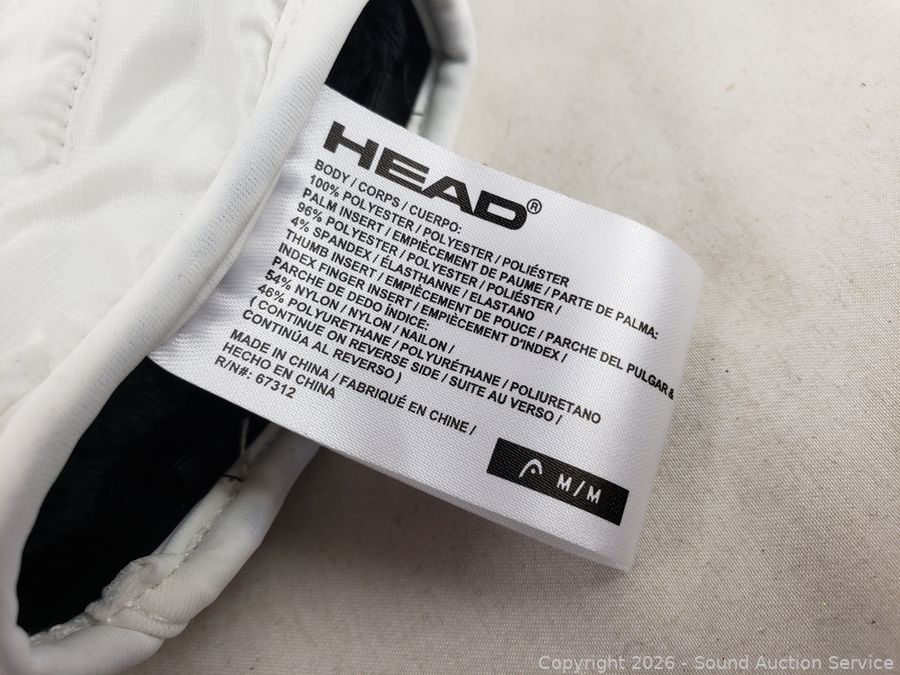 HEAD®
BODY / CORPS / CUERPO:
100% POLYESTER / POLYESTER / POLIÉSTER
PALM INSERT / EMPIÈCEMENT DE PAUME / PARTE DE PALMA:
96% POLYESTER / POLYESTER / POLIÉSTER /
4% SPANDEX / ÉLASTHANNE / ELASTANO
THUMB INSERT / EMPIÈCEMENT DE POUCE / PARCHE DEL PULGAR &
INDEX FINGER INSERT / EMPIÈCEMENT D'INDEX /
PARCHE DE DEDO ÍNDICE:
54% NYLON / NYLON / NAILON /
46% POLYURETHANE / POLYURÉTHANE / POLIURETANO
( CONTINUE ON REVERSE SIDE / SUITE AU VERSO /
CONTINÚA AL REVERSO )
MADE IN CHINA / FABRIQUÉ EN CHINE /
HECHO EN CHINA
R/N#: 67312
M / M
Copyright 2026 - Sound Auction Service